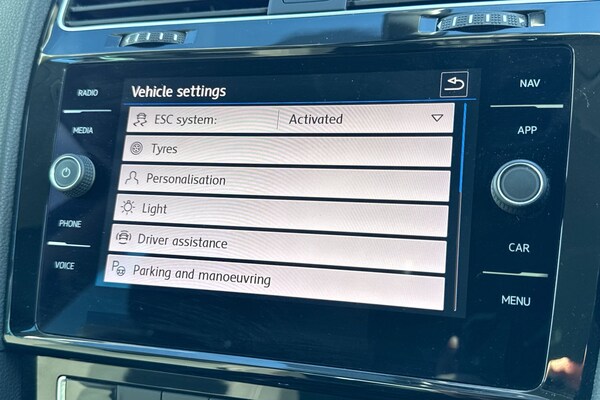 RADIO
MEDIA
PHONE
VOICE
Vehicle settings
ESC system: Activated
Tyres
Personalisation
Light
Driver assistance
P Parking and manoeuvring
NAV
APP
CAR
MENU